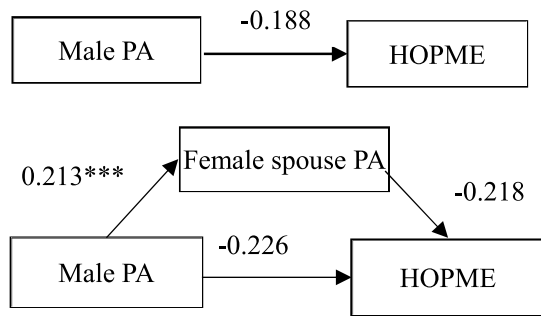 -0.188
Male PA
HOPME
Female spouse PA
0.213***
-0.218
-0.226
Male PA
HOPME